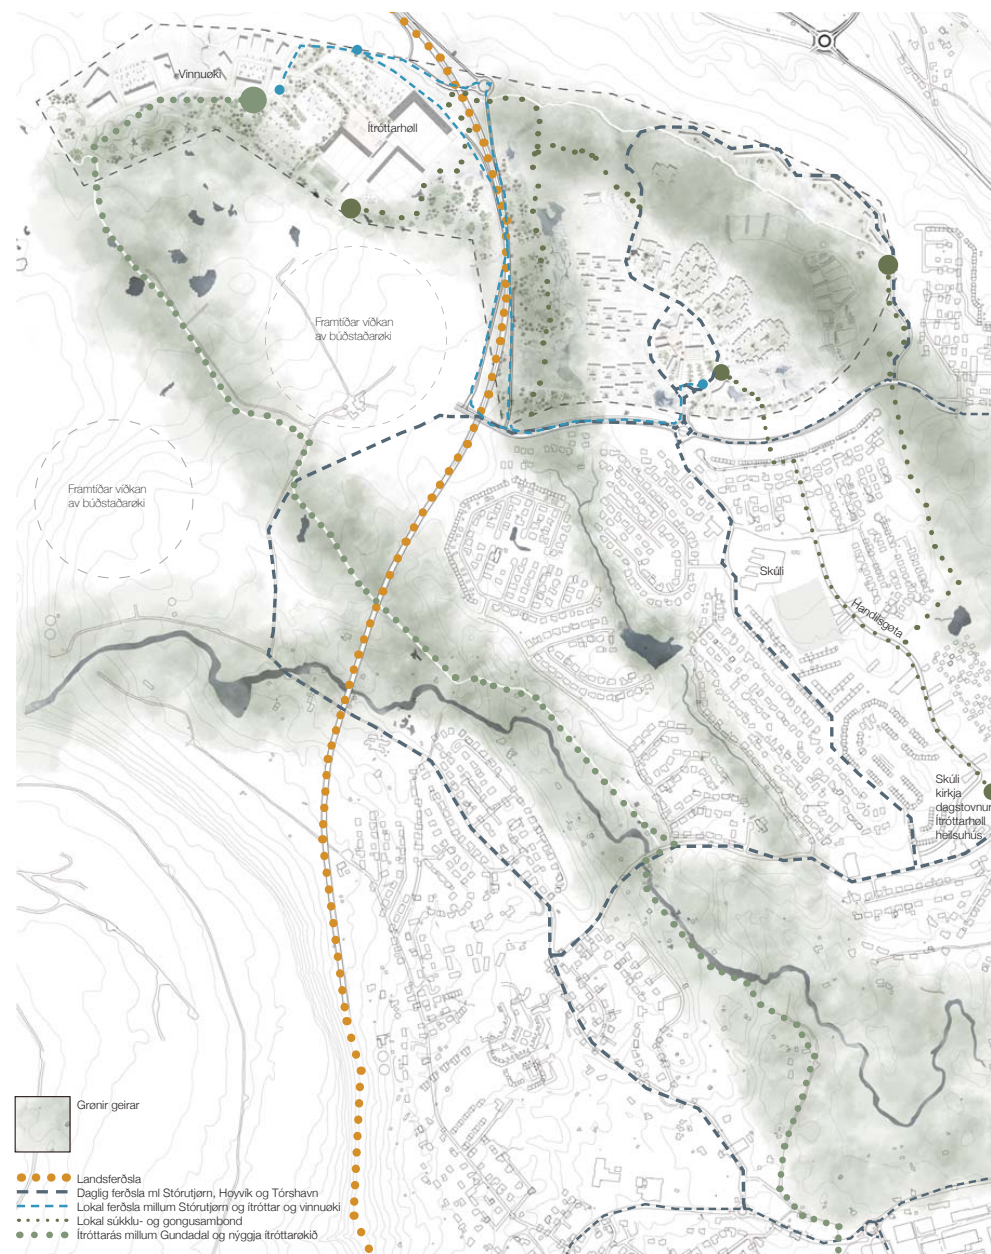 Vinnuøki
Ítróttarhøll
Framtíðar víðkan
av búðstaðarøki
Framtíðar víðkan
av búðstaðarøki
Skúli
Handilsgøta
Skúli
kirkja
dagstovnur
Ítróttarhøll
heilsuhús
Grønir geirar
Landsferðsla
Daglig ferðsla ml Stórutjørn, Hoyvík og Tórshavn
Lokal ferðsla millum Stórutjørn og ítróttar og vinnuøki
Lokal súkklu- og gongusambond
Ítróttarás millum Gundadal og nýggja ítróttarøkið